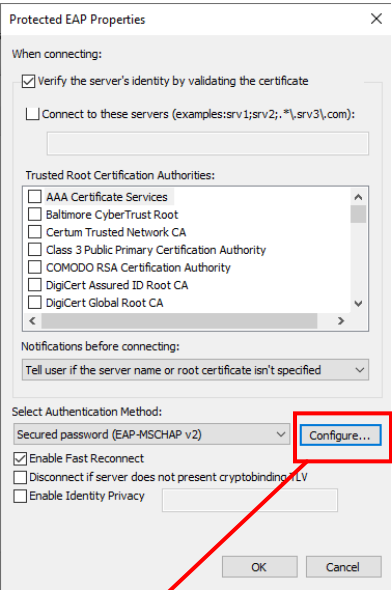 Protected EAP Properties
When connecting:
Verify the server's identity by validating the certificate
Connect to these servers (examples:srv1;srv2;.*\.srv3\.com):
Trusted Root Certification Authorities:
AAA Certificate Services
Baltimore CyberTrust Root
Certum Trusted Network CA
Class 3 Public Primary Certification Authority
COMODO RSA Certification Authority
DigiCert Assured ID Root CA
DigiCert Global Root CA
Notifications before connecting:
Tell user if the server name or root certificate isn't specified
Select Authentication Method:
Secured password (EAP-MSCHAP v2) Configure...
Enable Fast Reconnect
Disconnect if server does not present cryptobinding TLV
Enable Identity Privacy
OK Cancel